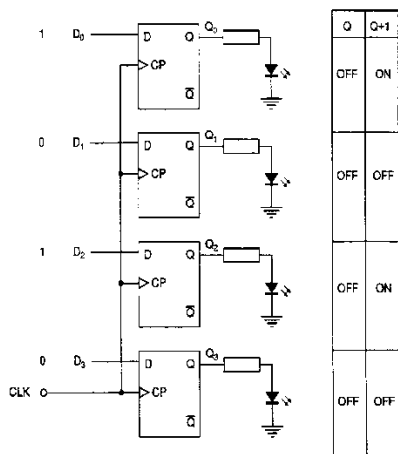 1 D0 D Q Q0
CP
Q̅
Q Q+1
OFF ON
0 D1 D Q Q1
CP
Q̅
OFF OFF
1 D2 D Q Q2
CP
Q̅
OFF ON
0 D3 D Q Q3
CLK CP
Q̅
OFF OFF